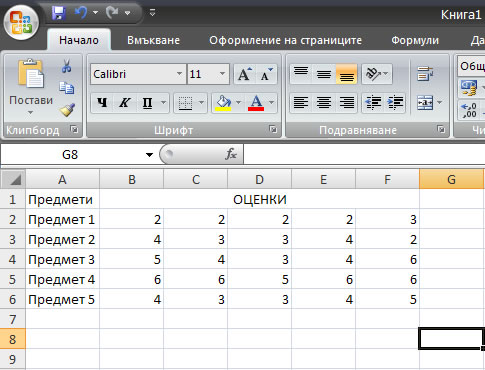 Книга1
Начало Вмъкване Оформление на страниците Формули
Calibri 11
Постави
Ч К П А А А
Клипборд Шрифт Подравняване
G8 fx
A B C D E F G
1 Предмети ОЦЕНКИ
2 Предмет 1 2 2 2 2 3
3 Предмет 2 4 3 3 4 2
4 Предмет 3 5 4 3 4 6
5 Предмет 4 6 6 5 6 6
6 Предмет 5 4 3 3 4 5
7
8
9